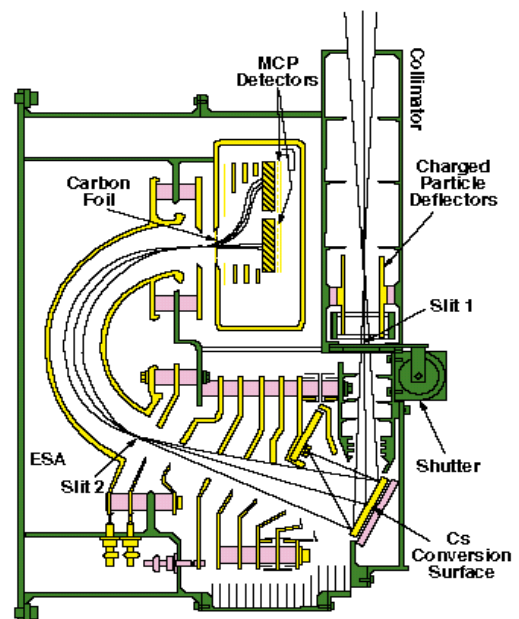 MCP
Detectors
Collimator
Carbon
Foil
Charged
Particle
Deflectors
Slit 1
ESA
Slit 2
Shutter
Cs
Conversion
Surface